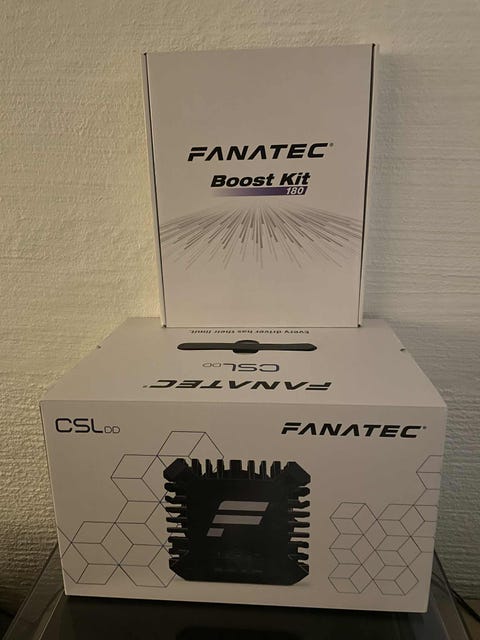 FANATEC®
Boost Kit
180
Every driver has their limit.
CSL DD
FANATEC
CSL DD
FANATEC®